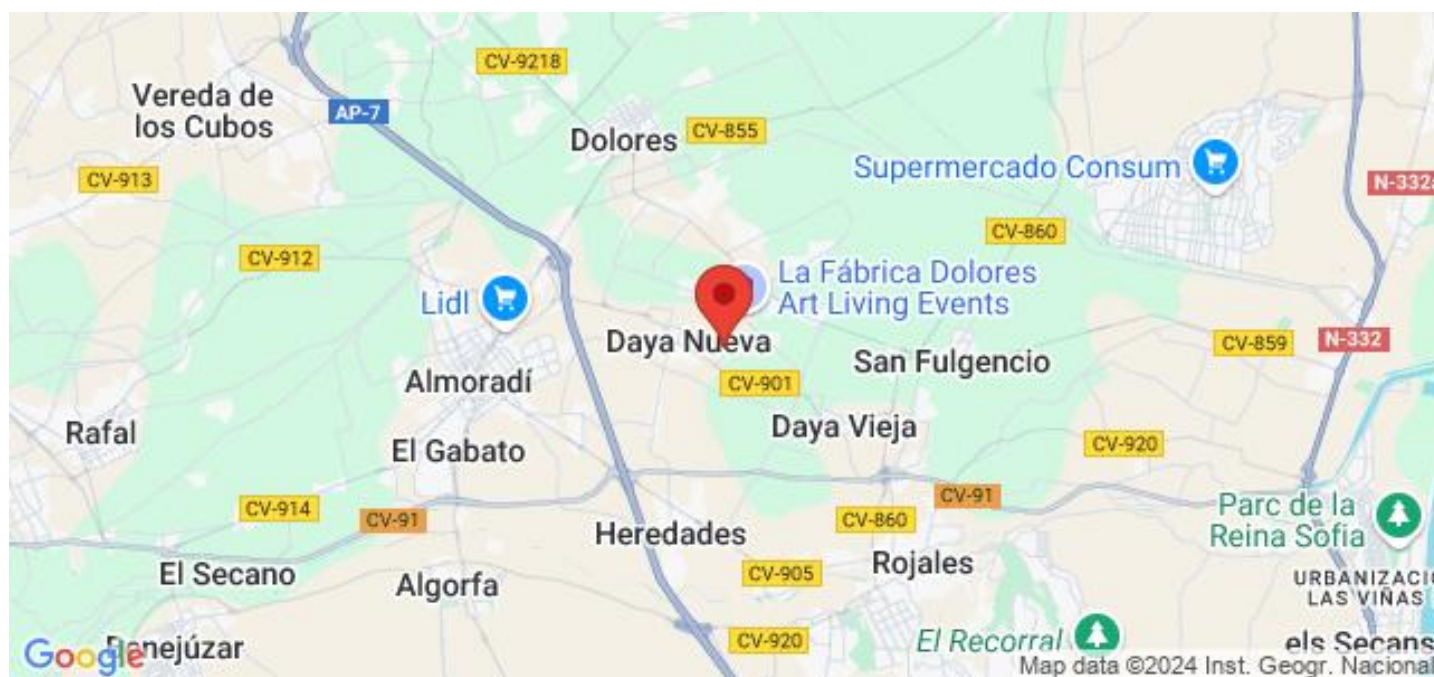 CV-9218
Vereda de
los Cubos
AP-7
Dolores
CV-855
Supermercado Consum
CV-913
N-332a
CV-860
CV-912
La Fábrica Dolores
Art Living Events
Lidl
Daya Nueva
San Fulgencio
CV-859
N-332
CV-901
Almoradí
Rafal
Daya Vieja
El Gabato
CV-920
CV-914
CV-91
CV-860
CV-91
Parc de la
Reina Sofía
Heredades
El Secano
Algorfa
CV-905
Rojales
URBANIZACIÓ
LAS VIÑAS
CV-920
El Recorral
els Secans
Google
Map data ©2024 Inst. Geogr. Nacional